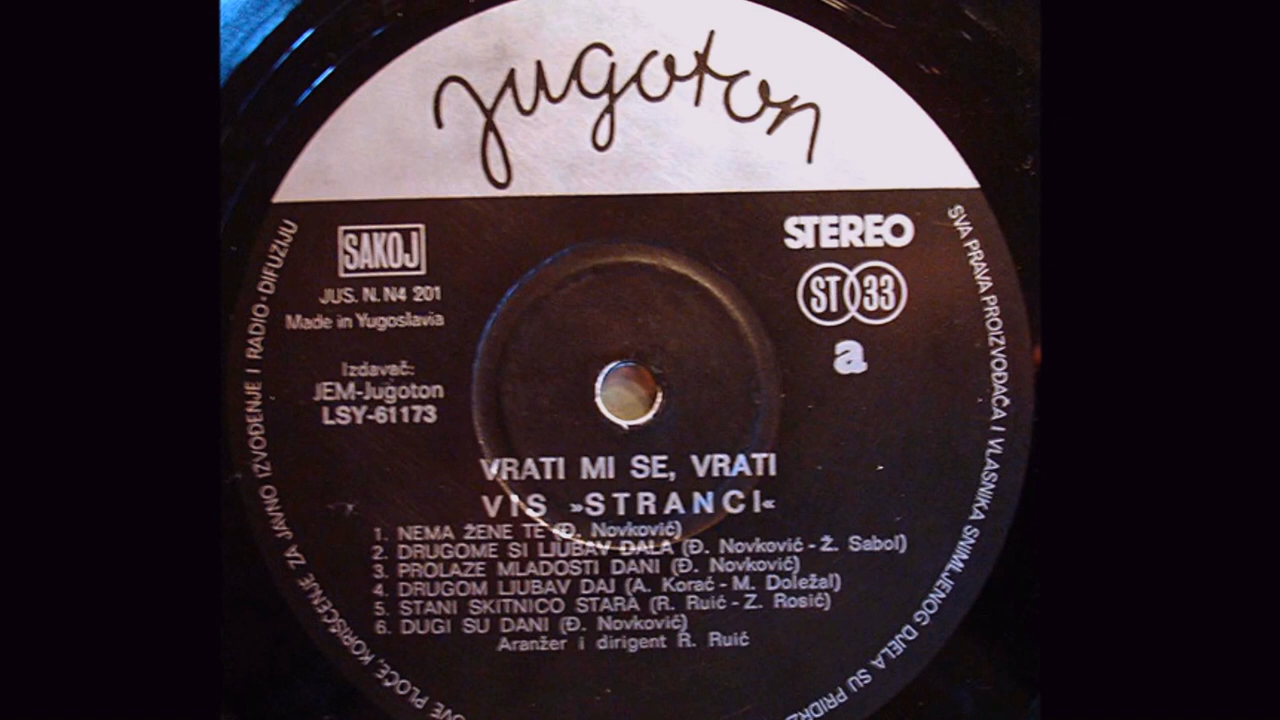 jugoton
SAKOJ
JUS. N. N4 201
Made in Yugoslavia
Izdavač:
JEM-Jugoton
LSY-61173
STEREO
ST 33
a
VRATI MI SE, VRATI
VIS »STRANCI«
1. NEMA ŽENE TE (Đ. Novković)
2. DRUGOME SI LJUBAV DALA (Đ. Novković - Ž. Sabol)
3. PROLAZE MLADOSTI DANI (Đ. Novković)
4. DRUGOM LJUBAV DAJ (A. Korać - M. Doležal)
5. STANI SKITNICO STARA (R. Ruić - Z. Rosić)
6. DUGI SU DANI (Đ. Novković)
Aranžer i dirigent R. Ruić
SVA PRAVA PROIZVOĐAČA I VLASNIKA SNIMLJENOG DJELA SU
PLOČE, KORIŠĆENJE ZA JAVNO IZVOĐENJE I RADIO-DIFUZIJU